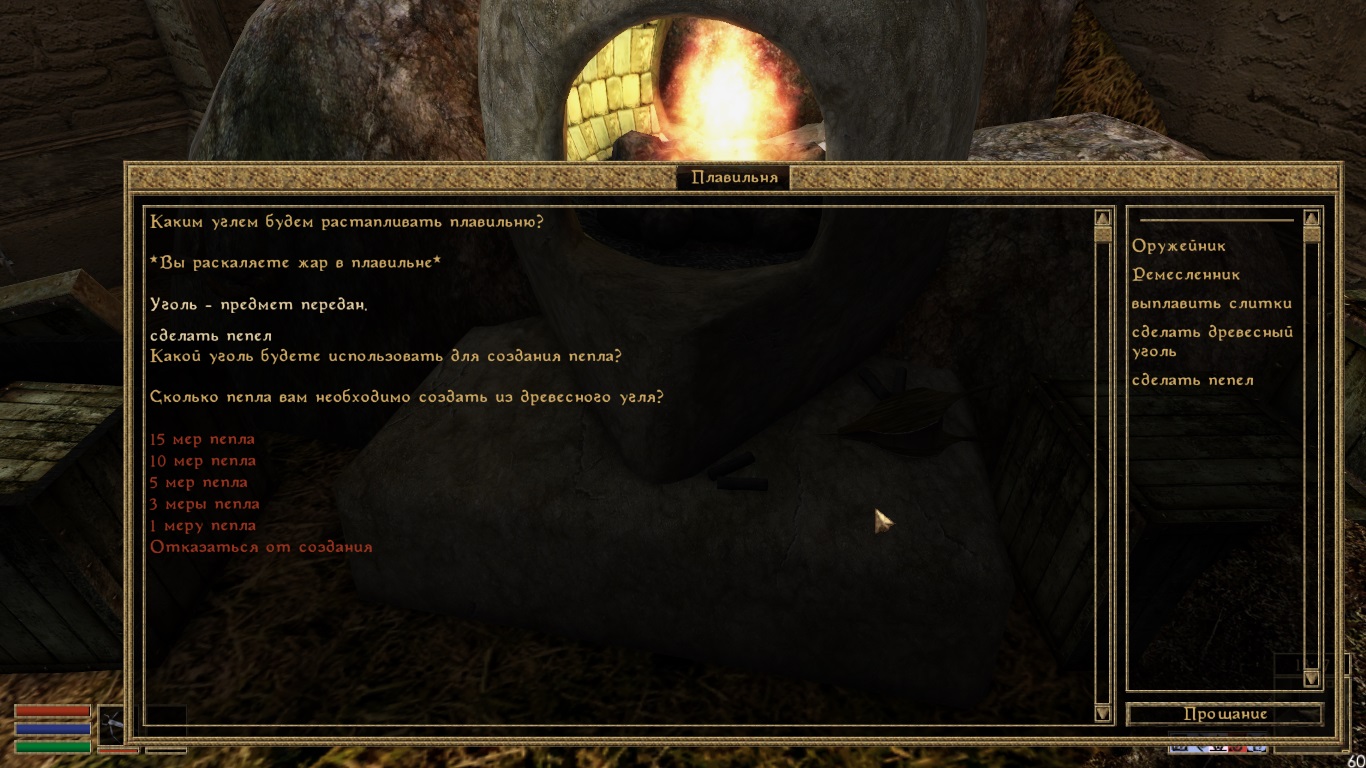 Плавильня
Каким углем будем растапливать плавильню?
*Вы раскаляете жар в плавильне*
Уголь - предмет передан.
сделать пепел
Какой уголь будете использовать для создания пепла?
Сколько пепла вам необходимо создать из древесного угля?
15 мер пепла
10 мер пепла
5 мер пепла
3 меры пепла
1 меру пепла
Отказаться от создания
Оружейник
Ремесленник
выплавить слитки
сделать древесный
уголь
сделать пепел
Прощание
60